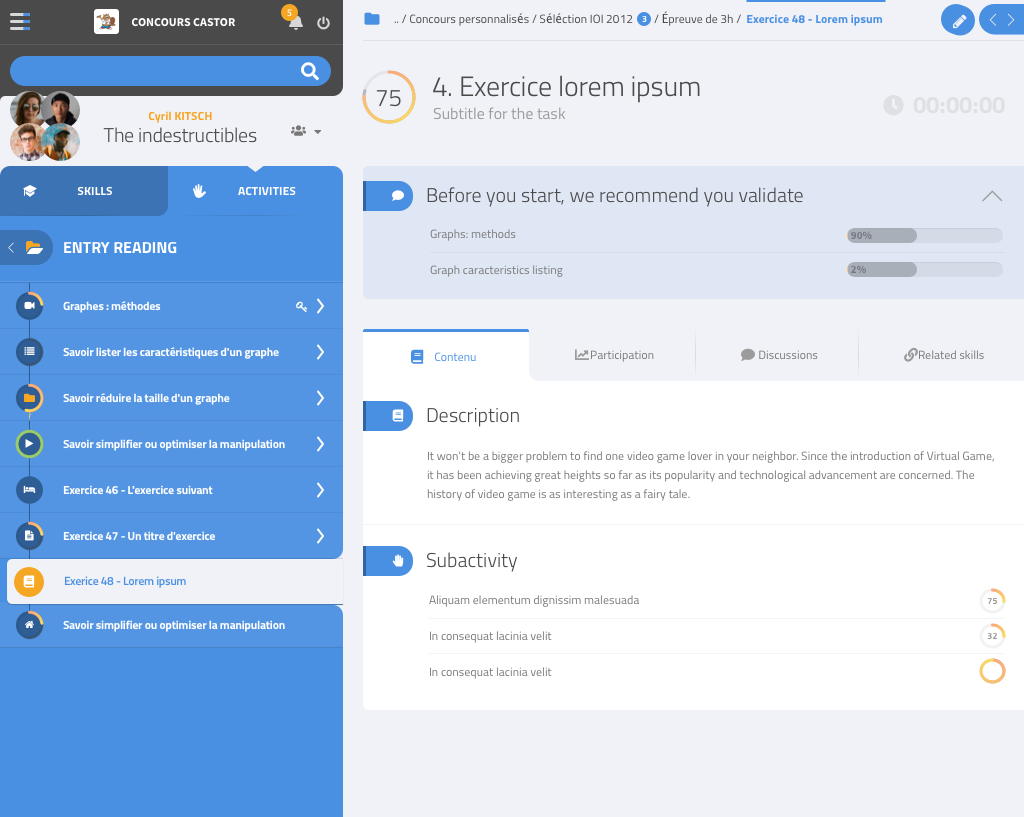 CONCOURS CASTOR
5
Cyril KITSCH
The indestructibles
SKILLS
ACTIVITIES
ENTRY READING
Graphes : méthodes
Savoir lister les caractéristiques d'un graphe
Savoir réduire la taille d'un graphe
Savoir simplifier ou optimiser la manipulation
Exercice 46 - L'exercice suivant
Exercice 47 - Un titre d'exercice
Exerice 48 - Lorem ipsum
Savoir simplifier ou optimiser la manipulation
.. / Concours personnalisés / Séléction IOI 2012 3 / Épreuve de 3h / Exercice 48 - Lorem ipsum
75
4. Exercice lorem ipsum
Subtitle for the task
00:00:00
Before you start, we recommend you validate
Graphs: methods
90%
Graph caracteristics listing
2%
Contenu
Participation
Discussions
Related skills
Description
It won't be a bigger problem to find one video game lover in your neighbor. Since the introduction of Virtual Game,
it has been achieving great heights so far as its popularity and technological advancement are concerned. The
history of video game is as interesting as a fairy tale.
Subactivity
Aliquam elementum dignissim malesuada
75
In consequat lacinia velit
32
In consequat lacinia velit